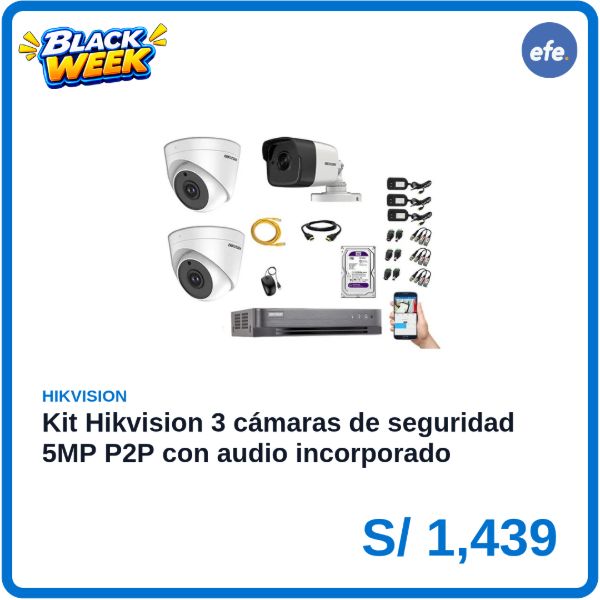 BLACK
WEEK
efe.
HIKVISION
Kit Hikvision 3 cámaras de seguridad
5MP P2P con audio incorporado
S/ 1,439